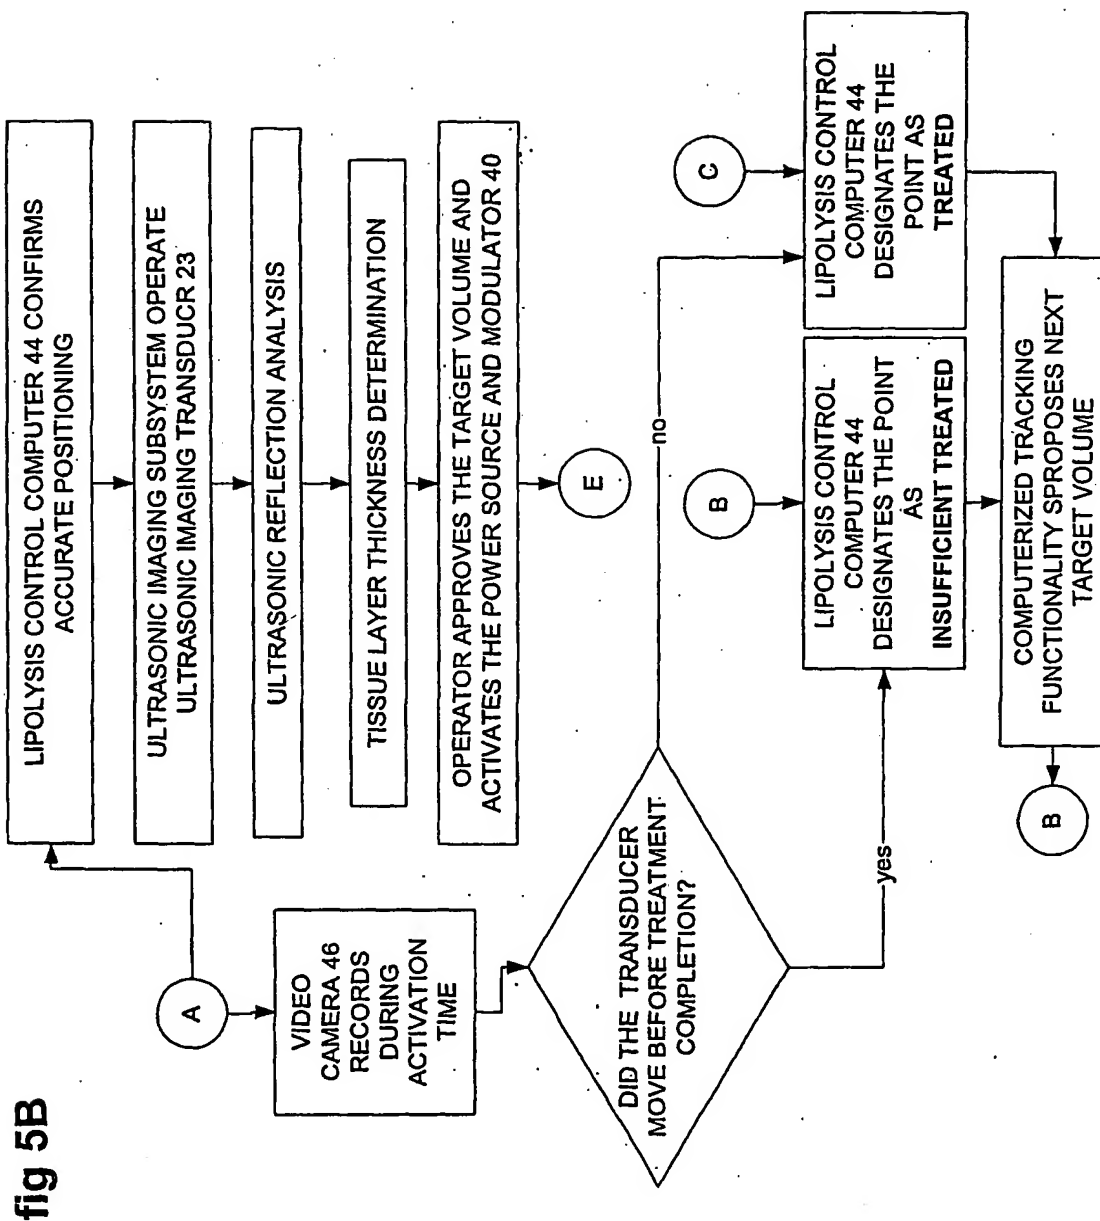 fig 5B
LIPOLYSIS CONTROL COMPUTER 44 CONFIRMS
ACCURATE POSITIONING
ULTRASONIC IMAGING SUBSYSTEM OPERATE
ULTRASONIC IMAGING TRANSDUCR 23
ULTRASONIC REFLECTION ANALYSIS
TISSUE LAYER THICKNESS DETERMINATION
OPERATOR APPROVES THE TARGET VOLUME AND
ACTIVATES THE POWER SOURCE AND MODULATOR 40
E
A
VIDEO
CAMERA 46
RECORDS
DURING
ACTIVATION
TIME
DID THE TRANSDUCER
MOVE BEFORE TREATMENT
COMPLETION?
no
yes
B
LIPOLYSIS CONTROL
COMPUTER 44
DESIGNATES THE POINT
AS
INSUFFICIENT TREATED
C
LIPOLYSIS CONTROL
COMPUTER 44
DESIGNATES THE
POINT AS
TREATED
COMPUTERIZED TRACKING
FUNCTIONALITY SPROPOSES NEXT
TARGET VOLUME
B